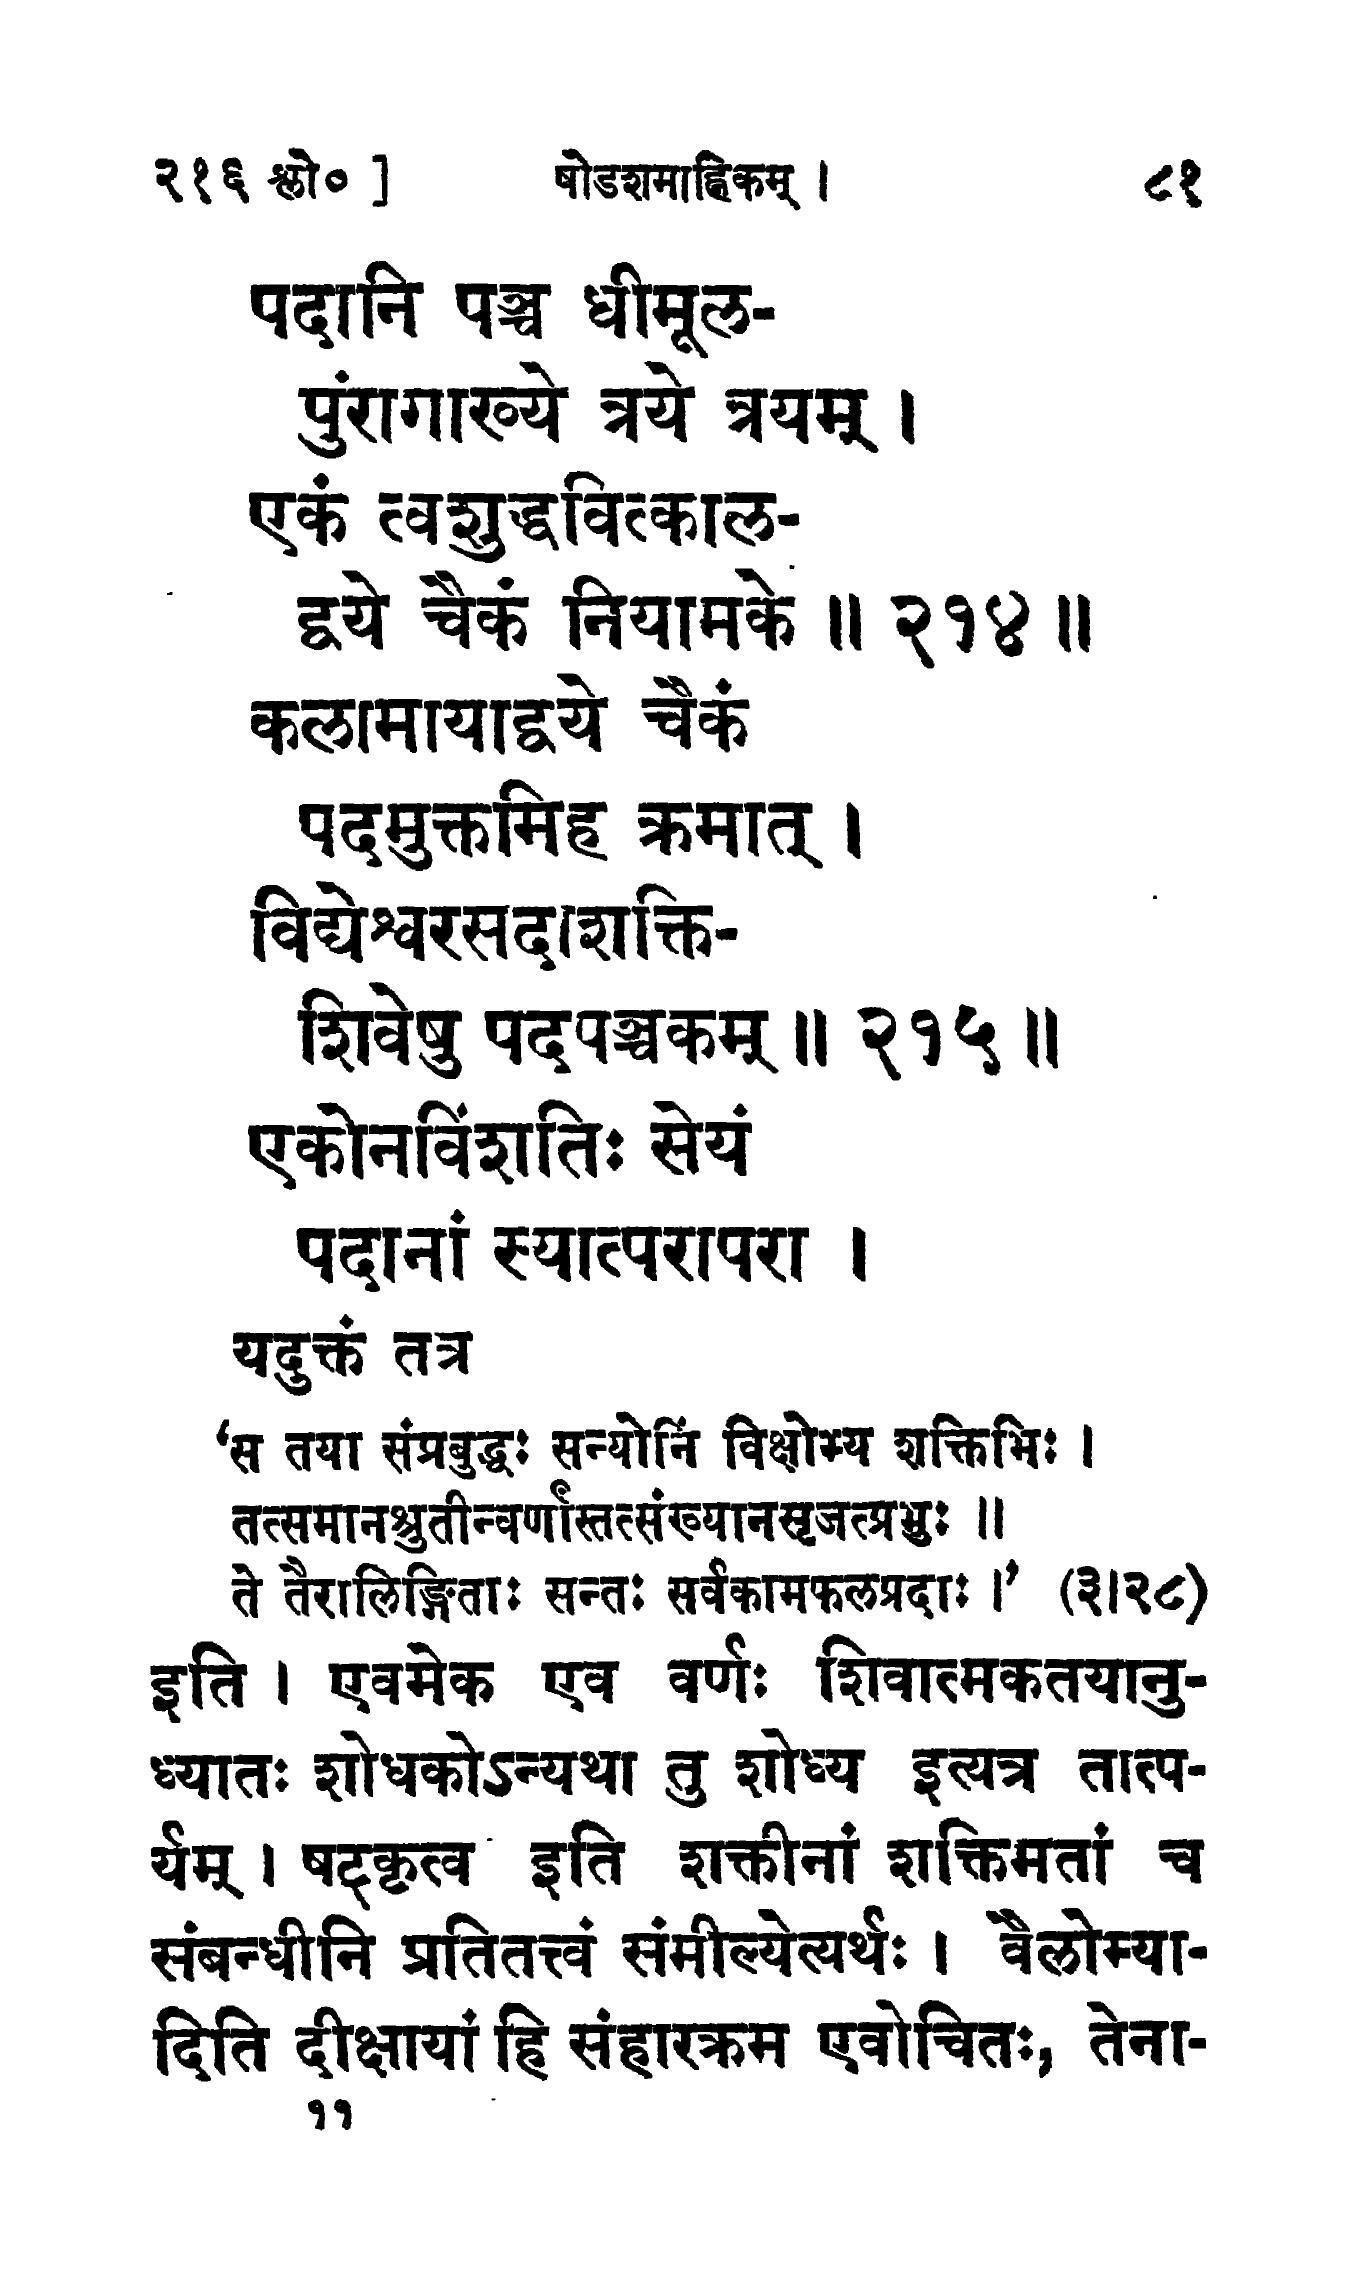 २१६ श्लो० ] षोडशमाह्निकम् । ८१
पदानि पञ्च धीमूल-
पुंरागाख्ये त्रये त्रयम् ।
एकं त्वशुद्धवित्काल-
द्वये चैकं नियामके ॥ २१४ ॥
कलामायाद्वये चैकं
पदमुक्तमिह क्रमात् ।
विद्येश्वरसदाशक्ति-
शिवेषु पदपञ्चकम् ॥ २१५ ॥
एकोनविंशतिः सेयं
पदानां स्यात्परापरा ।
यदुक्तं तत्र
‘स तया संप्रबुद्धः सन्योनिं विक्षोभ्य शक्तिभिः ।
तत्समानश्रुतीन्वर्णांस्तत्संख्यानसृजत्प्रभुः ॥
ते तैरालिङ्गिताः सन्तः सर्वकामफलप्रदाः ।’ (३।२८)
इति । एवमेक एव वर्णः शिवात्मकतयानु-
ध्यातः शोधकोऽन्यथा तु शोध्य इत्यत्र तात्प-
र्यम् । षट्कृत्व इति शक्तीनां शक्तिमतां च
संबन्धीनि प्रतितत्त्वं संमील्येत्यर्थः । वैलोम्या-
दिति दीक्षायां हि संहारक्रम एवोचितः, तेना-
११